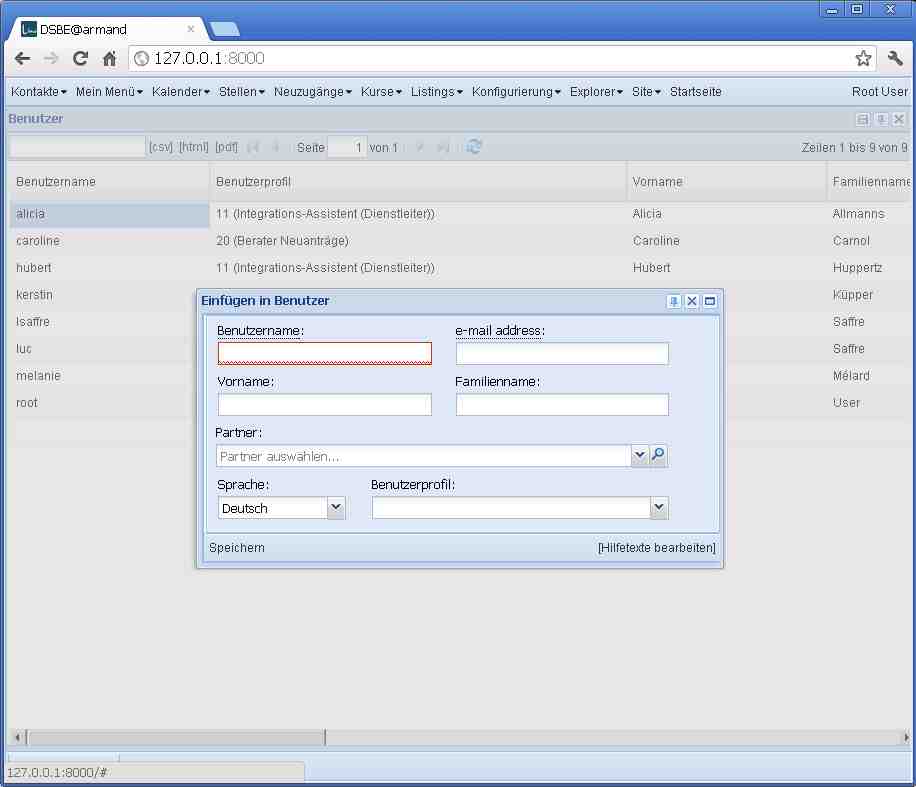 DSBE@armand
127.0.0.1:8000
Kontakte Mein Menü Kalender Stellen Neuzugänge Kurse Listings Konfigurierung Explorer Site Startseite Root User
Benutzer
[csv] [html] [pdf] Seite 1 von 1 Zeilen 1 bis 9 von 9
Benutzername Benutzerprofil Vorname Familienname
alicia 11 (Integrations-Assistent (Dienstleiter)) Alicia Allmanns
caroline 20 (Berater Neuanträge) Caroline Carnol
hubert 11 (Integrations-Assistent (Dienstleiter)) Hubert Huppertz
kerstin Küpper
lsaffre Saffre
luc Saffre
melanie Mélard
root User
Einfügen in Benutzer
Benutzername: e-mail address:
Vorname: Familienname:
Partner:
Partner auswählen...
Sprache: Benutzerprofil:
Deutsch
Speichern [Hilfetexte bearbeiten]
127.0.0.1:8000/#